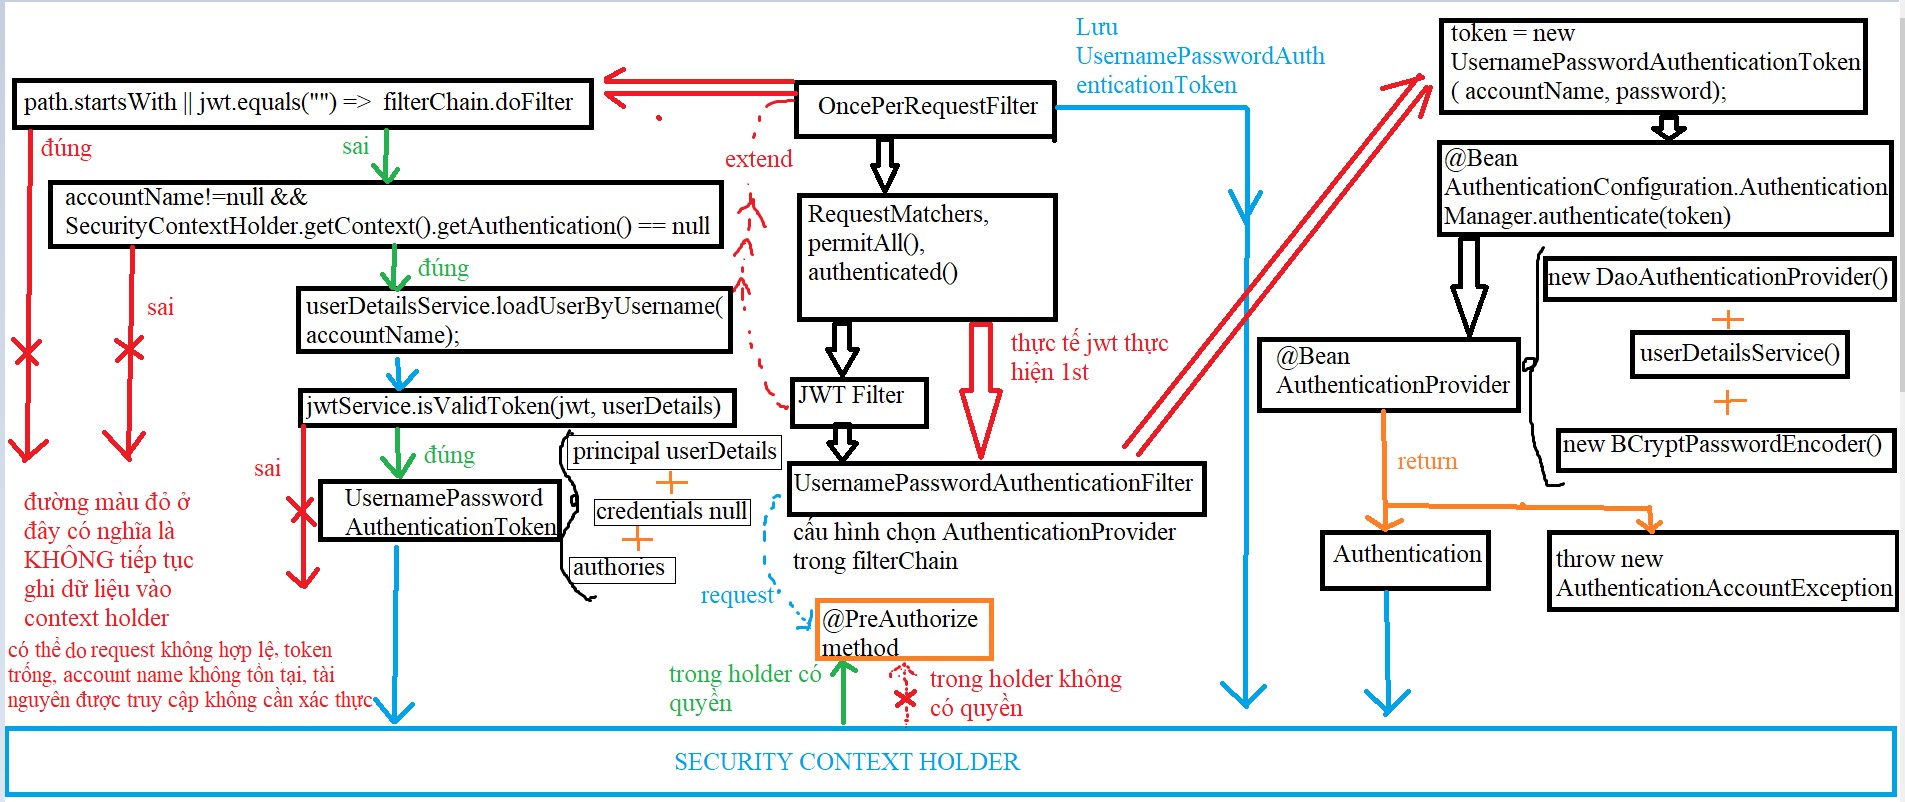 path.startsWith || jwt.equals("") => filterChain.doFilter
đúng
sai
accountName!=null &&
SecurityContextHolder.getContext().getAuthentication() == null
sai
đúng
userDetailsService.loadUserByUsername(
accountName);
jwtService.isValidToken(jwt, userDetails)
sai
đúng
UsernamePassword
AuthenticationToken
principal userDetails
credentials null
authories
đường màu đỏ ở
đây có nghĩa là
KHÔNG tiếp tục
ghi dữ liệu vào
context holder
có thể do request không hợp lệ, token
trống, account name không tồn tại, tài
nguyên được truy cập không cần xác thực
OncePerRequestFilter
extend
RequestMatchers,
permitAll(),
authenticated()
thực tế jwt thực
hiện 1st
JWT Filter
UsernamePasswordAuthenticationFilter
cấu hình chọn AuthenticationProvider
trong filterChain
request
@PreAuthorize
method
trong holder có
quyền
trong holder không
có quyền
Lưu
UsernamePasswordAuth
enticationToken
token = new
UsernamePasswordAuthenticationToken
( accountName, password);
@Bean
AuthenticationConfiguration.Authentication
Manager.authenticate(token)
@Bean
AuthenticationProvider
new DaoAuthenticationProvider()
userDetailsService()
new BCryptPasswordEncoder()
return
Authentication
throw new
AuthenticationAccountException
SECURITY CONTEXT HOLDER